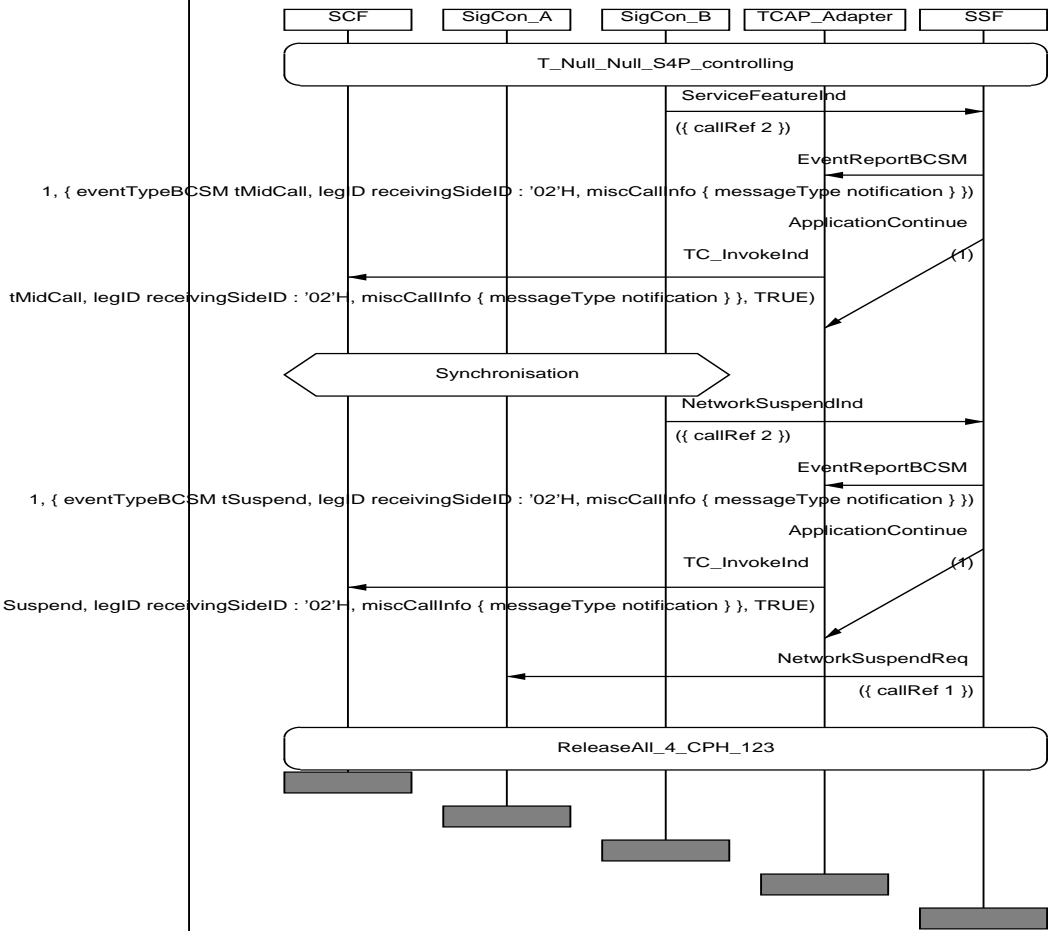 SCF SigCon_A SigCon_B TCAP_Adapter SSF
T_Null_Null_S4P_controlling
ServiceFeatureInd
({ callRef 2 })
EventReportBCSM
1, { eventTypeBCSM tMidCall, legID receivingSideID : '02'H, miscCallInfo { messageType notification } })
ApplicationContinue
TC_InvokeInd (1)
tMidCall, legID receivingSideID : '02'H, miscCallInfo { messageType notification } }, TRUE)
Synchronisation
NetworkSuspendInd
({ callRef 2 })
EventReportBCSM
1, { eventTypeBCSM tSuspend, legID receivingSideID : '02'H, miscCallInfo { messageType notification } })
ApplicationContinue
TC_InvokeInd (1)
Suspend, legID receivingSideID : '02'H, miscCallInfo { messageType notification } }, TRUE)
NetworkSuspendReq
({ callRef 1 })
ReleaseAll_4_CPH_123